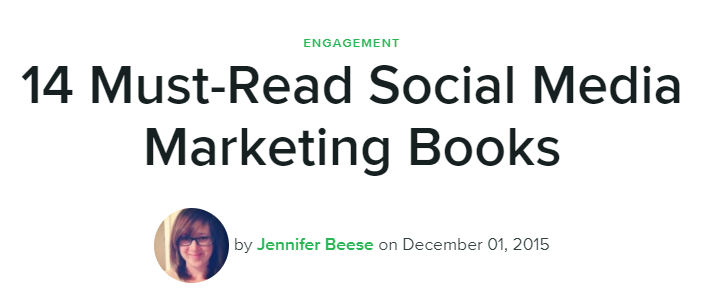 ENGAGEMENT
14 Must-Read Social Media
Marketing Books
by Jennifer Beese on December 01, 2015